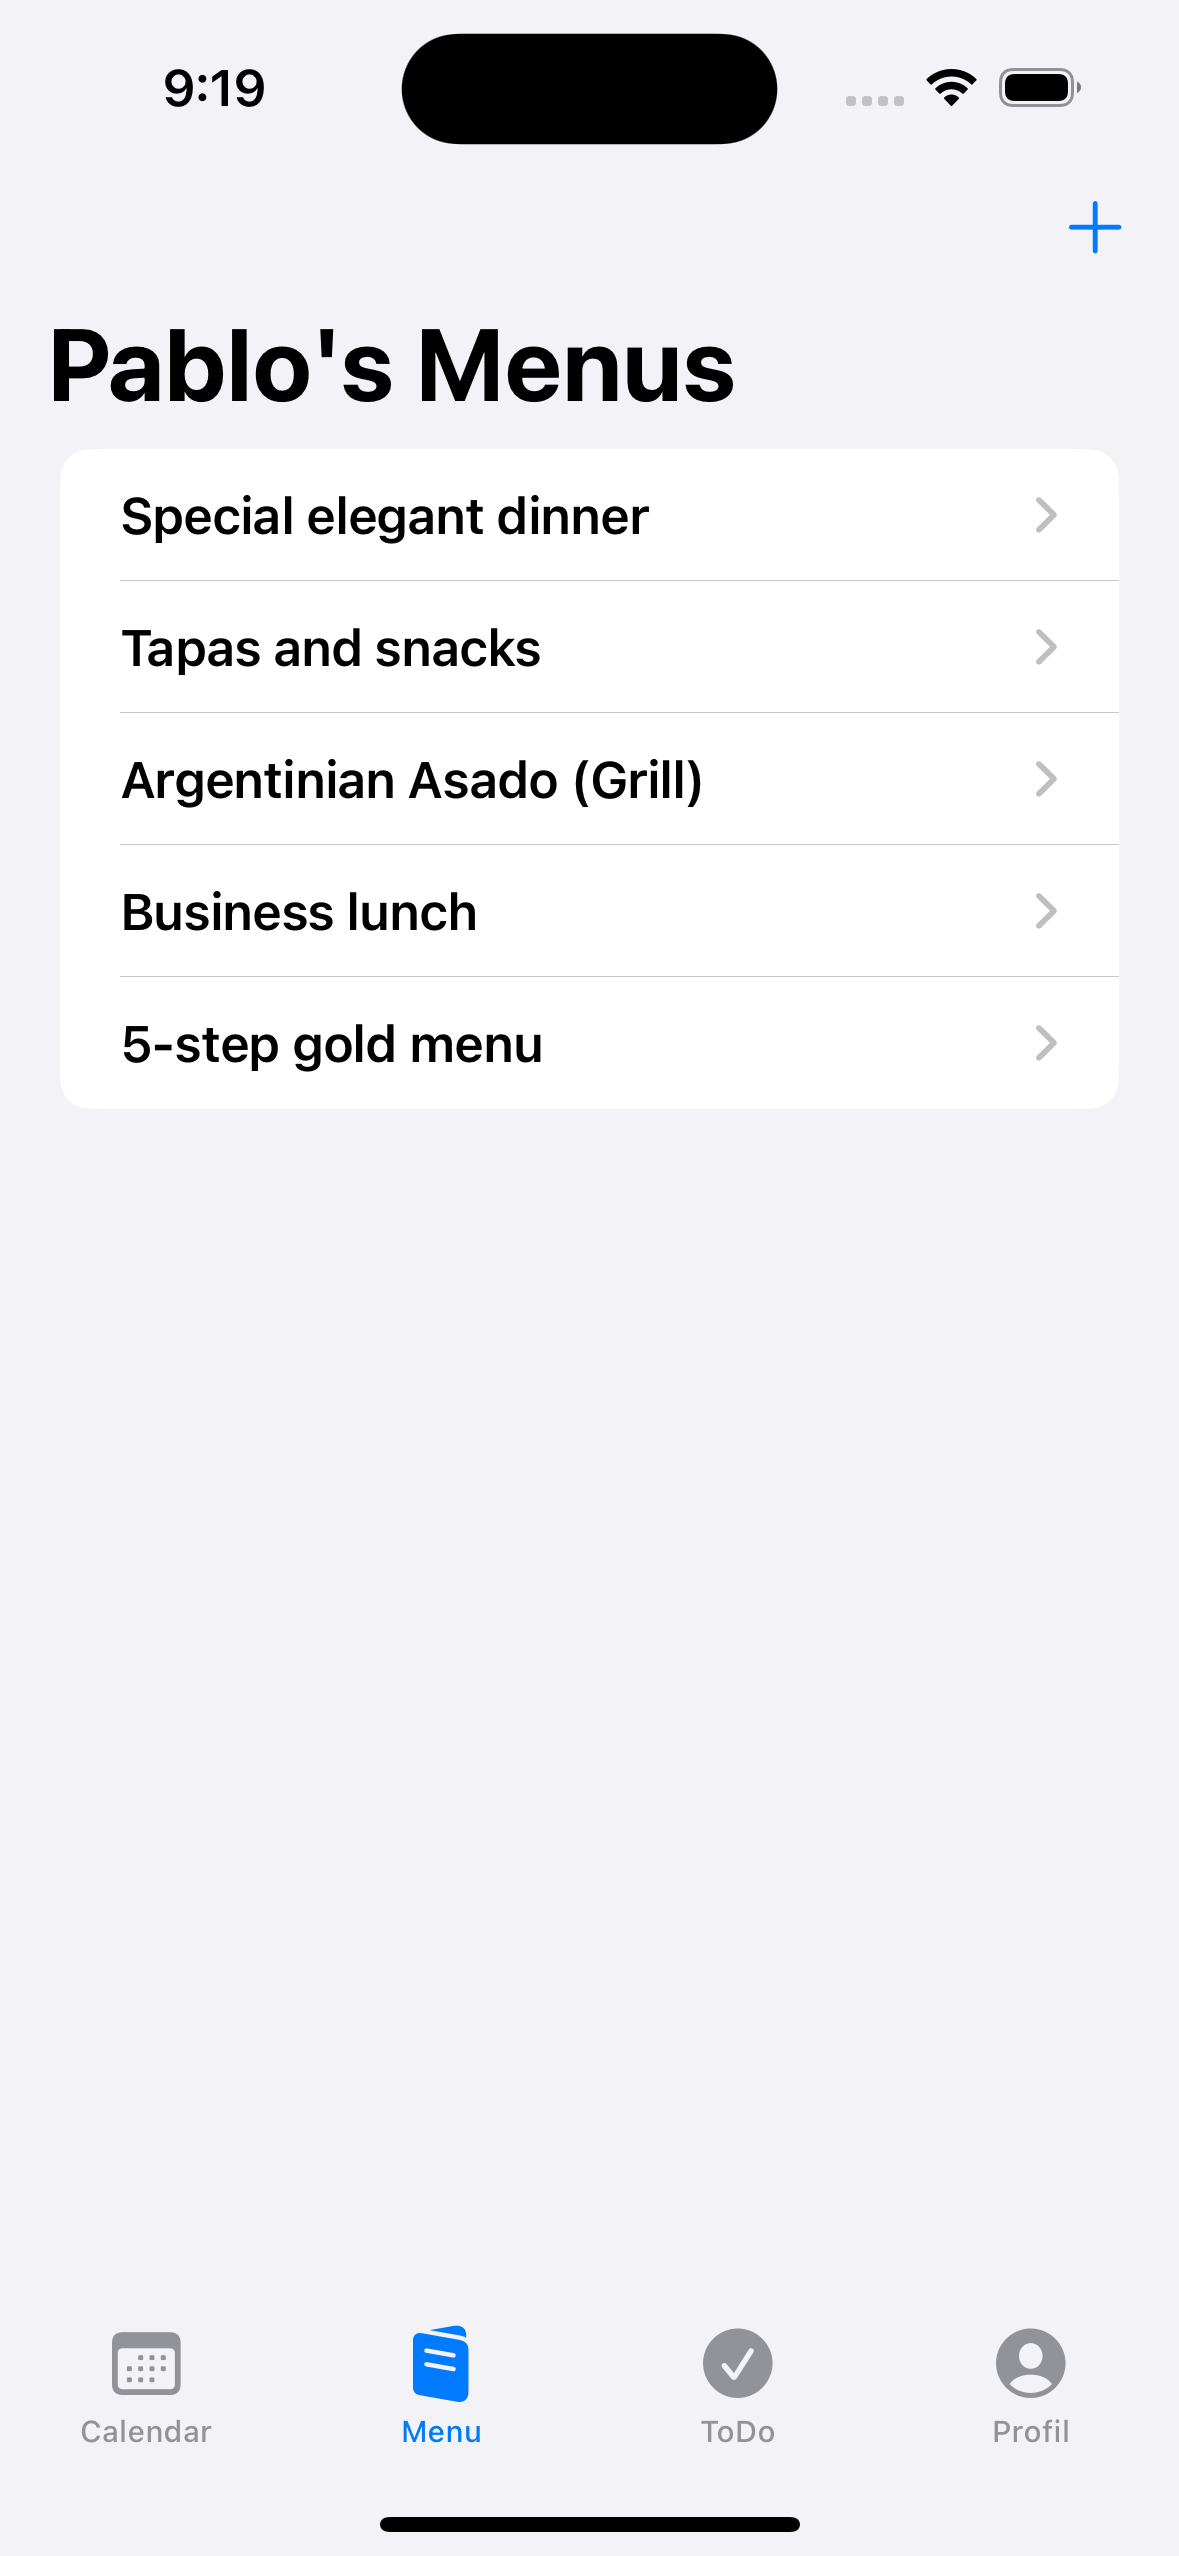 9:19
Pablo's Menus
Special elegant dinner
Tapas and snacks
Argentinian Asado (Grill)
Business lunch
5-step gold menu
Calendar
Menu
ToDo
Profil